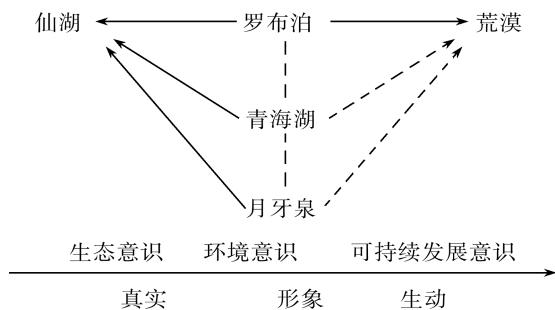 仙湖 罗布泊 荒漠
青海湖
月牙泉
生态意识 环境意识 可持续发展意识
真实 形象 生动